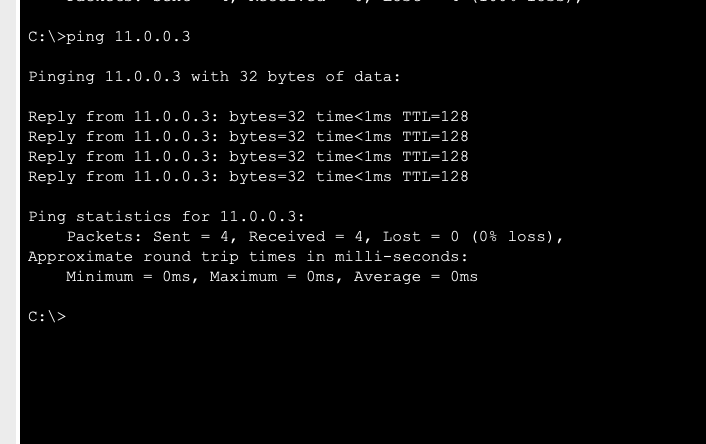 C:\>ping 11.0.0.3
Pinging 11.0.0.3 with 32 bytes of data:
Reply from 11.0.0.3: bytes=32 time<1ms TTL=128
Reply from 11.0.0.3: bytes=32 time<1ms TTL=128
Reply from 11.0.0.3: bytes=32 time<1ms TTL=128
Reply from 11.0.0.3: bytes=32 time<1ms TTL=128
Ping statistics for 11.0.0.3:
Packets: Sent = 4, Received = 4, Lost = 0 (0% loss),
Approximate round trip times in milli-seconds:
Minimum = 0ms, Maximum = 0ms, Average = 0ms
C:\>